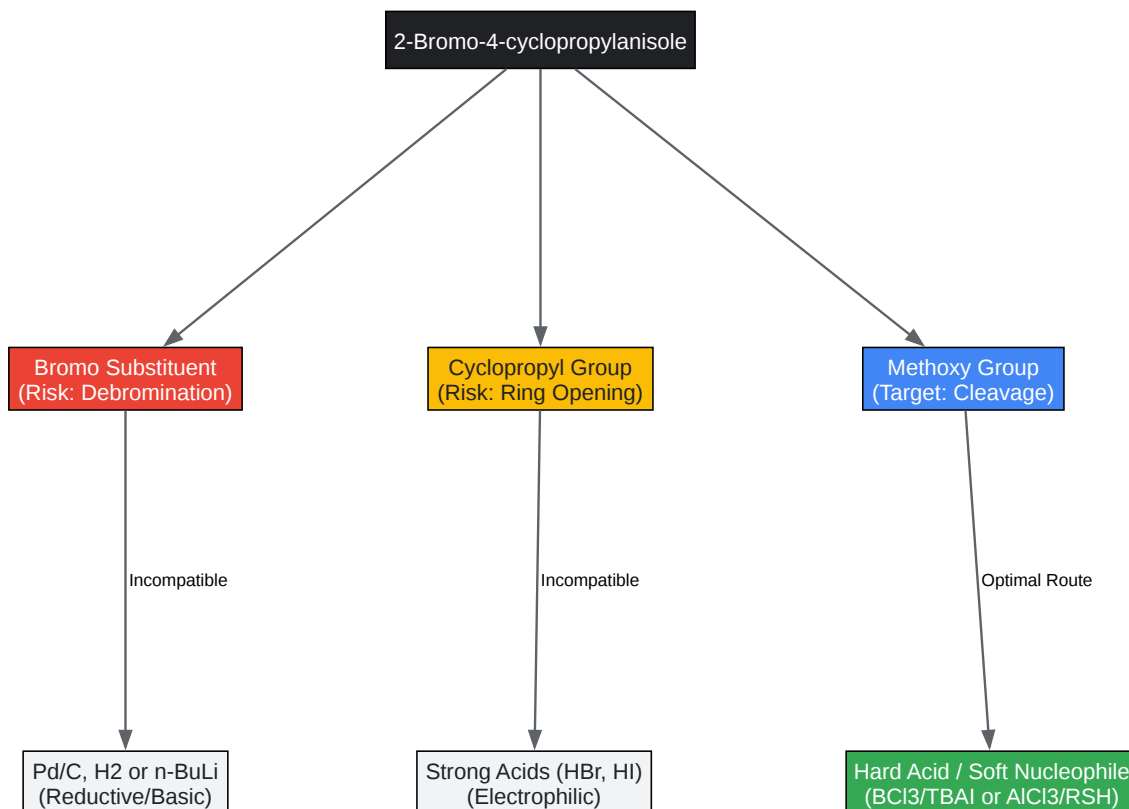 2-Bromo-4-cyclopropylanisole
Bromo Substituent
(Risk: Debromination)
Cyclopropyl Group
(Risk: Ring Opening)
Methoxy Group
(Target: Cleavage)
Incompatible
Incompatible
Optimal Route
Pd/C, H2 or n-BuLi
(Reductive/Basic)
Strong Acids (HBr, HI)
(Electrophilic)
Hard Acid / Soft Nucleophile
(BCl3/TBAI or AlCl3/RSH)